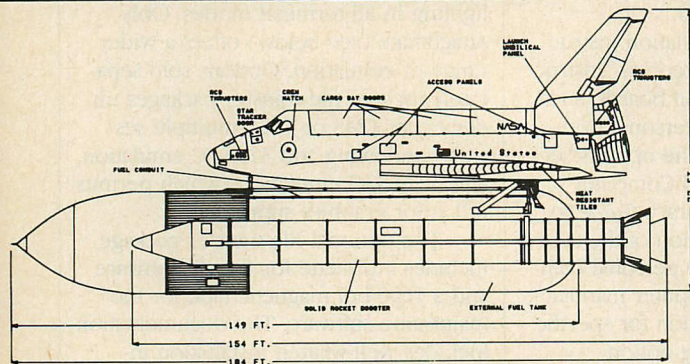 LAUNCH
UMBILICAL
PANEL
RCS
THRUSTERS
RCS
THRUSTERS
STAR
TRACKER
DOOR
CREW
HATCH
CARGO BAY DOORS
ACCESS PANELS
NASA
United States
FUEL CONDUIT
HEAT
RESISTANT
TILES
SOLID ROCKET BOOSTER
EXTERNAL FUEL TANK
149 FT.
154 FT.
184 FT.